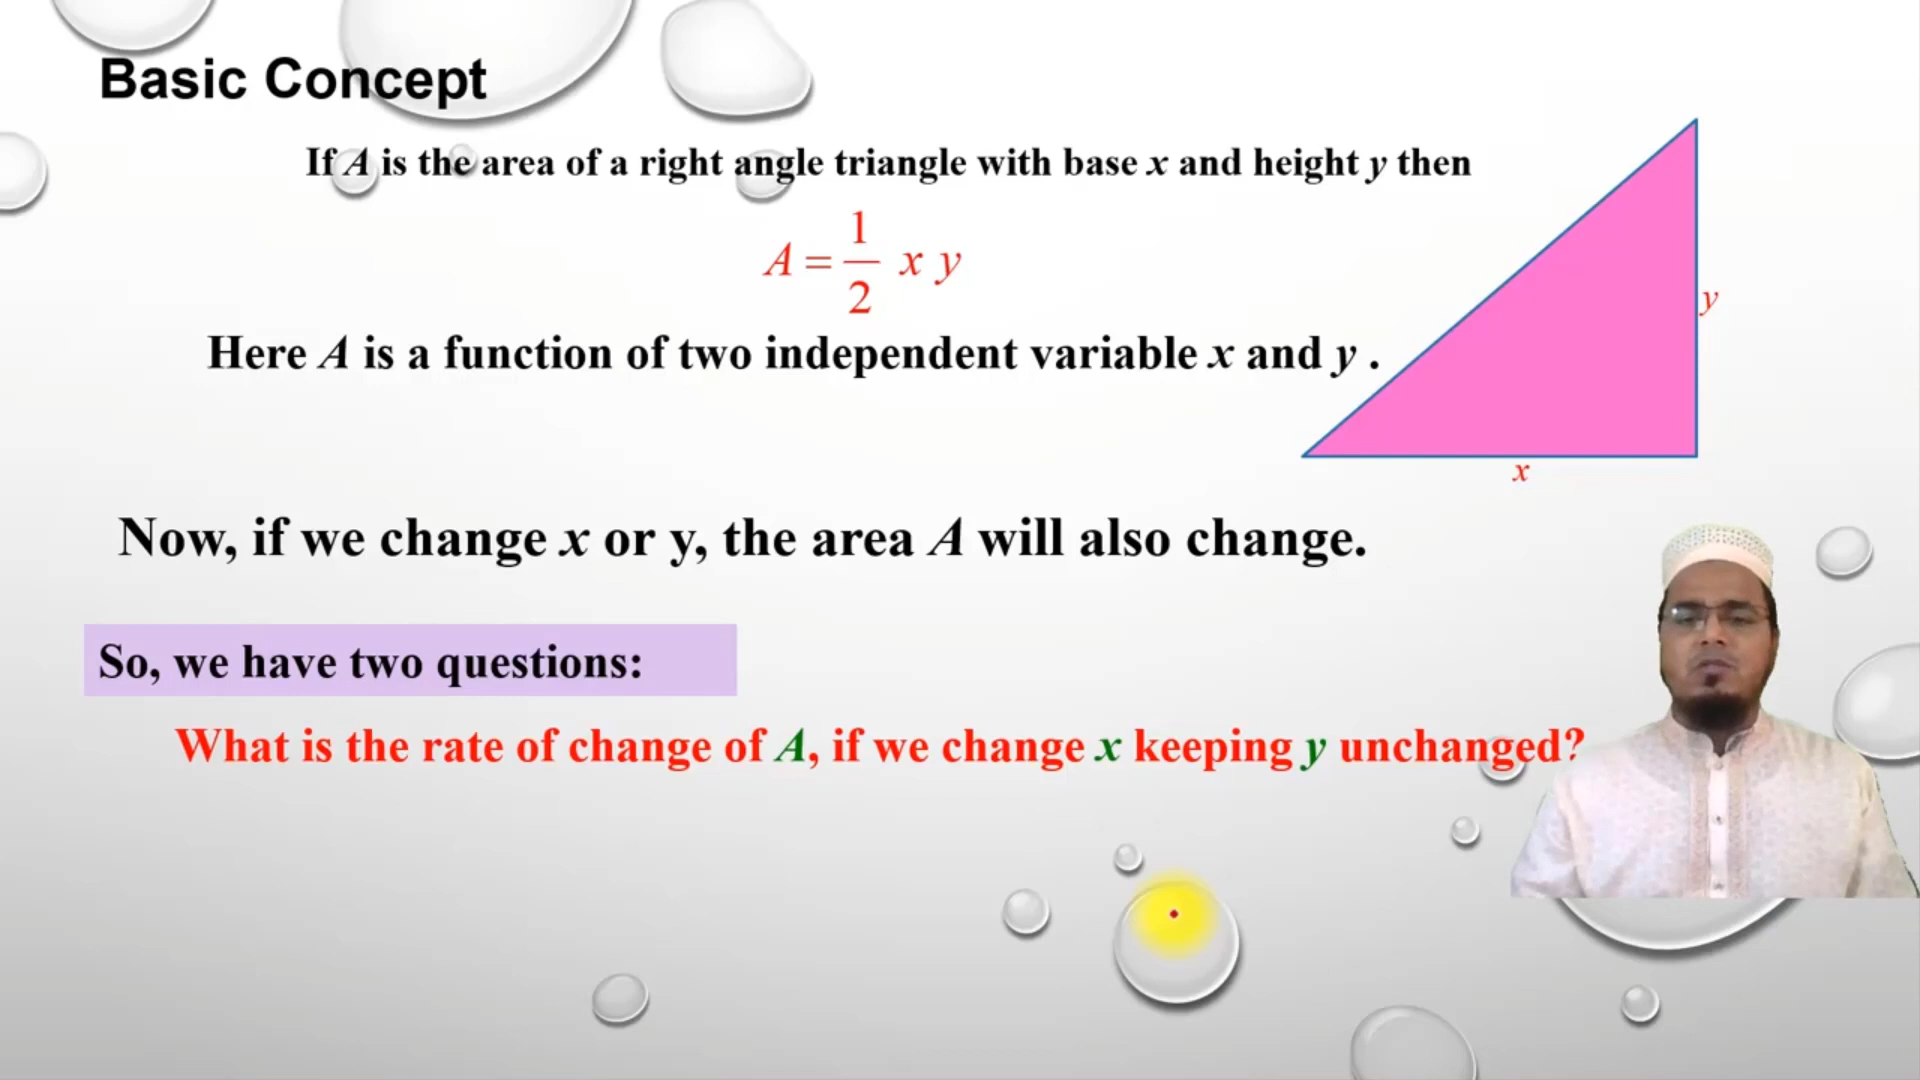 Basic Concept
If A is the area of a right angle triangle with base x and height y then
A = 1/2 x y
Here A is a function of two independent variable x and y .
y
x
Now, if we change x or y, the area A will also change.
So, we have two questions:
What is the rate of change of A, if we change x keeping y unchanged?